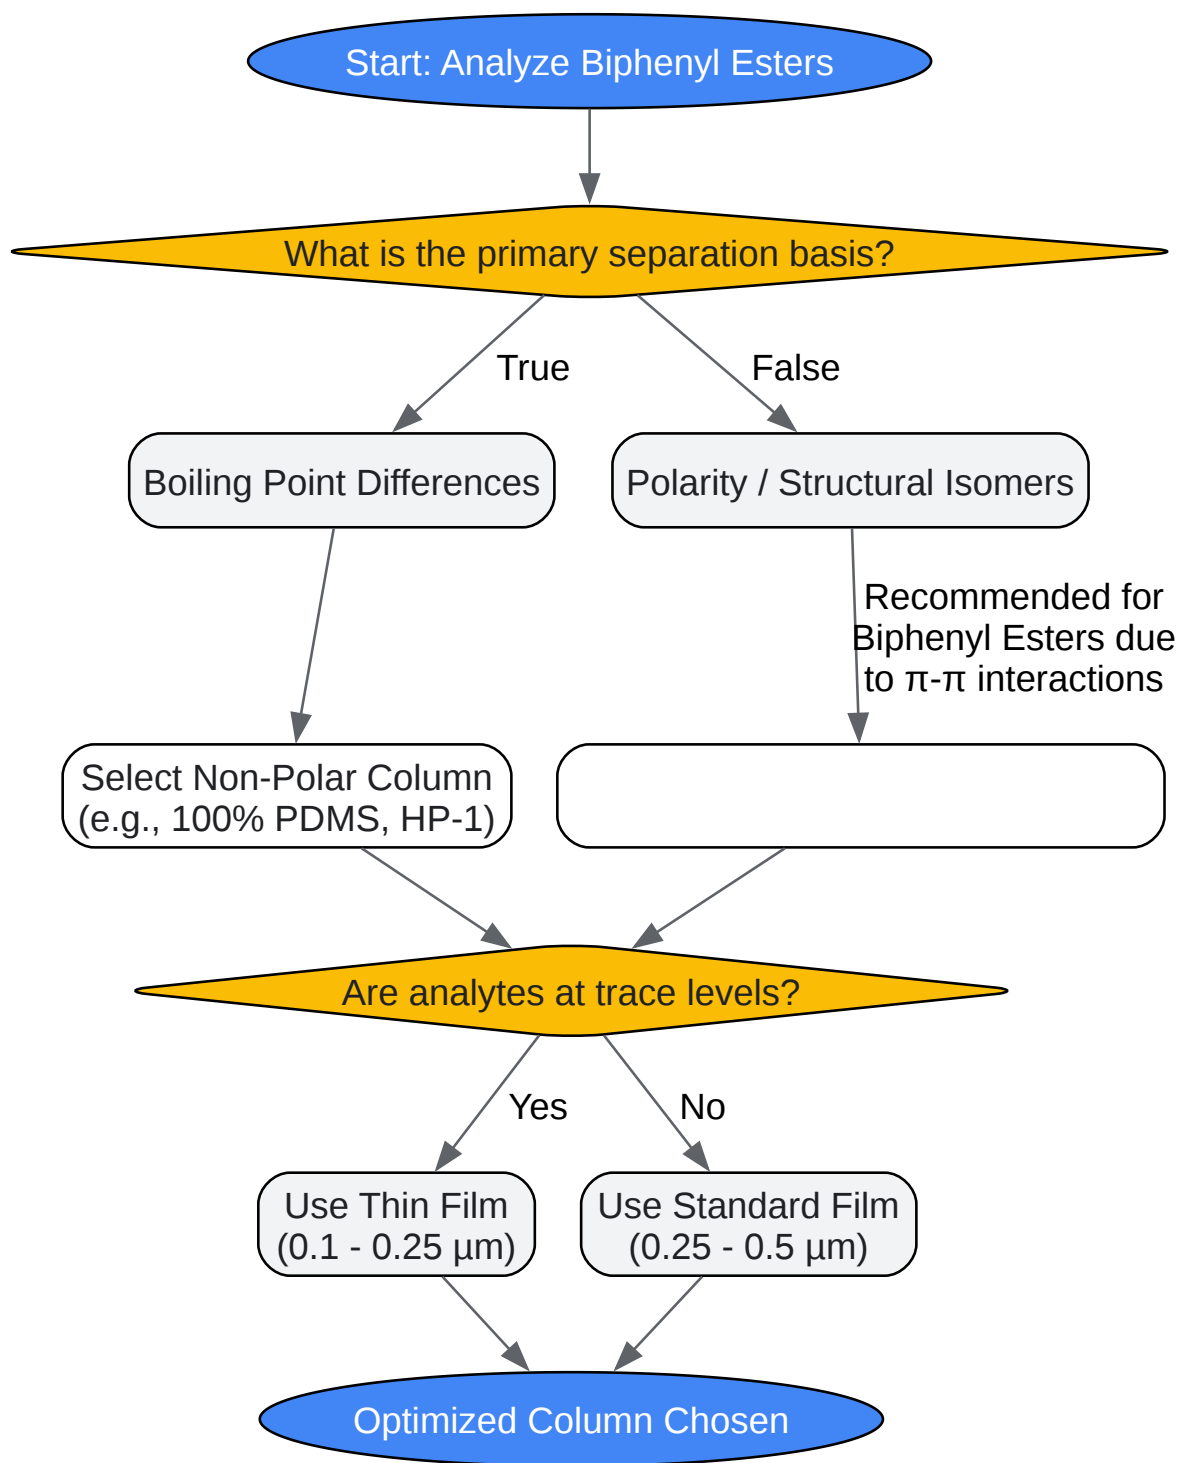 Start: Analyze Biphenyl Esters
What is the primary separation basis?
True
False
Boiling Point Differences
Polarity / Structural Isomers
Recommended for
Biphenyl Esters due
to π-π interactions
Select Non-Polar Column
(e.g., 100% PDMS, HP-1)
Are analytes at trace levels?
Yes
No
Use Thin Film
(0.1 - 0.25 µm)
Use Standard Film
(0.25 - 0.5 µm)
Optimized Column Chosen